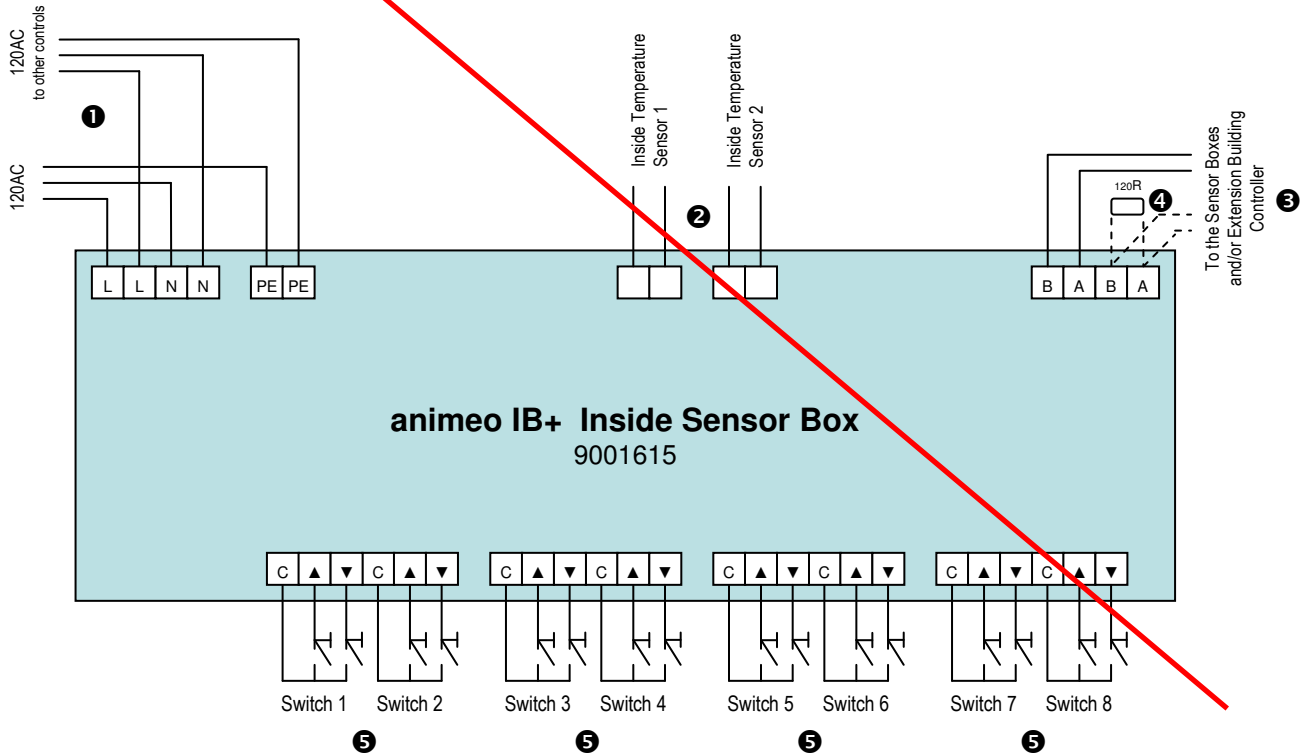 120AC
to other controls
❶
120AC
Inside Temperature
Sensor 1
Inside Temperature
Sensor 2
❷
120R
❹
To the Sensor Boxes
and/or Extension Building
Controller
❸
L L N N PE PE
B A B A
animeo IB+ Inside Sensor Box
9001615
C ▲ ▼ C ▲ ▼ C ▲ ▼ C ▲ ▼ C ▲ ▼ C ▲ ▼ C ▲ ▼ C ▲ ▼
Switch 1 Switch 2 Switch 3 Switch 4 Switch 5 Switch 6 Switch 7 Switch 8
❺ ❺ ❺ ❺